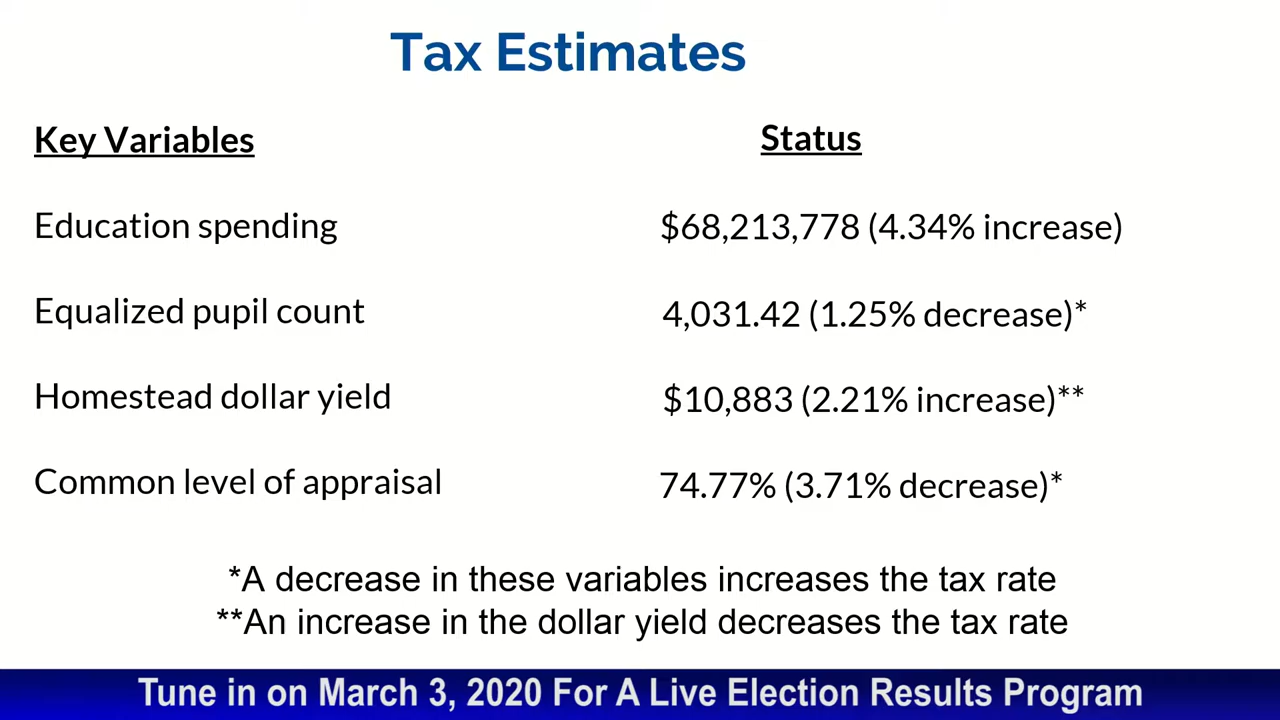 Tax Estimates
Key Variables Status
Education spending $68,213,778 (4.34% increase)
Equalized pupil count 4,031.42 (1.25% decrease)*
Homestead dollar yield $10,883 (2.21% increase)**
Common level of appraisal 74.77% (3.71% decrease)*
*A decrease in these variables increases the tax rate
**An increase in the dollar yield decreases the tax rate
Tune in on March 3, 2020 For A Live Election Results Program